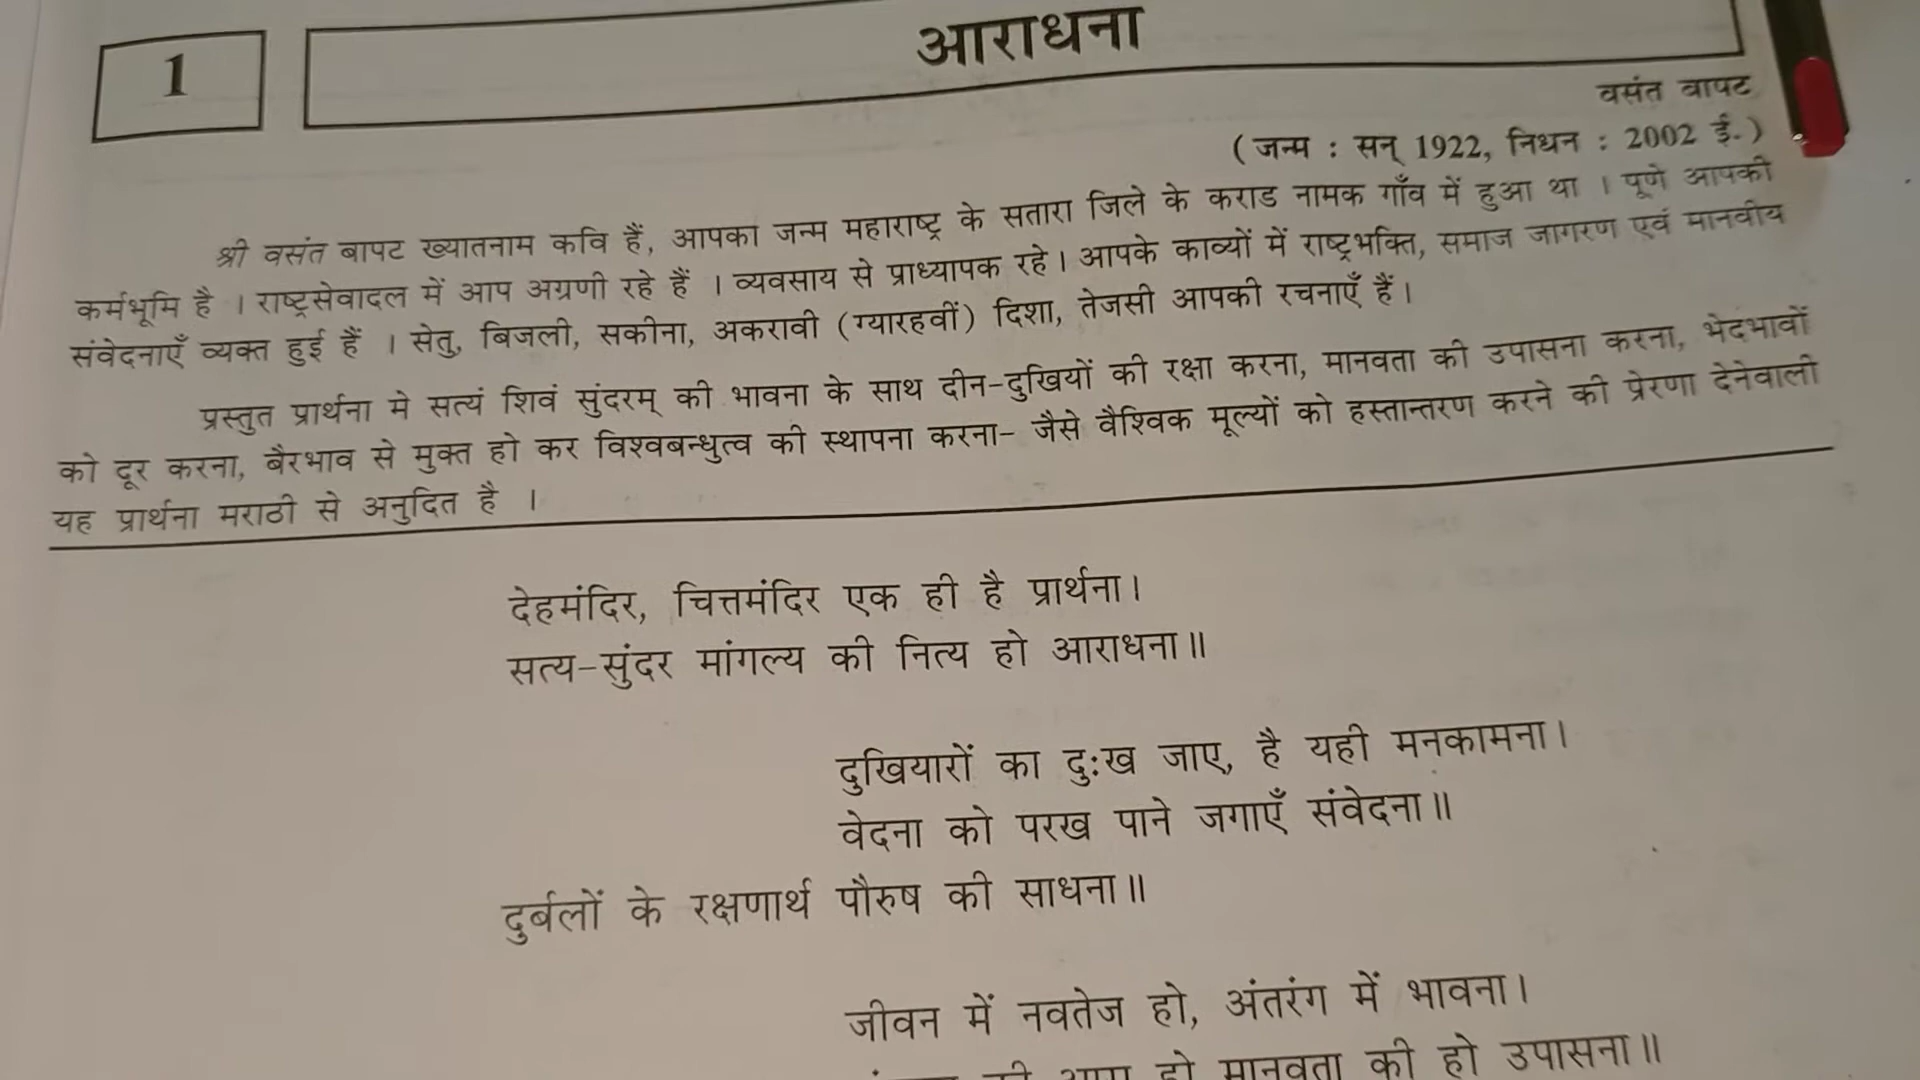 1
आराधना
वसंत बापट
(जन्म : सन् 1922, निधन : 2002 ई.)
श्री वसंत बापट ख्यातनाम कवि हैं, आपका जन्म महाराष्ट्र के सतारा जिले के कराड नामक गाँव में हुआ था । पूणे आपकी
कर्मभूमि है । राष्ट्रसेवादल में आप अग्रणी रहे हैं । व्यवसाय से प्राध्यापक रहे। आपके काव्यों में राष्ट्रभक्ति, समाज जागरण एवं मानवीय
संवेदनाएँ व्यक्त हुई हैं । सेतु, बिजली, सकीना, अकरावी (ग्यारहवीं) दिशा, तेजसी आपकी रचनाएँ हैं।
प्रस्तुत प्रार्थना मे सत्यं शिवं सुंदरम् की भावना के साथ दीन-दुखियों की रक्षा करना, मानवता की उपासना करना, भेदभावों
को दूर करना, बैरभाव से मुक्त हो कर विश्वबन्धुत्व की स्थापना करना- जैसे वैश्विक मूल्यों को हस्तान्तरण करने की प्रेरणा देनेवाली
यह प्रार्थना मराठी से अनुदित है ।
देहमंदिर, चित्तमंदिर एक ही है प्रार्थना।
सत्य-सुंदर मांगल्य की नित्य हो आराधना॥
दुखियारों का दुःख जाए, है यही मनकामना।
वेदना को परख पाने जगाएँ संवेदना॥
दुर्बलों के रक्षणार्थ पौरुष की साधना॥
जीवन में नवतेज हो, अंतरंग में भावना।
हो मानवता की हो उपासना॥